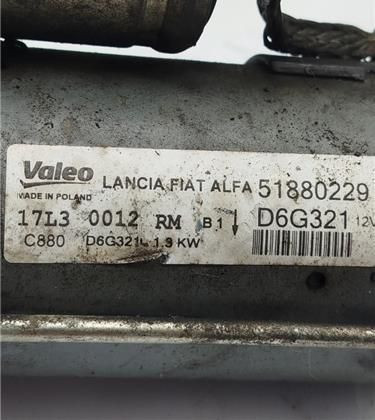 Valeo LANCIA FIAT ALFA 51880229
MADE IN POLAND
17L3 0012 RM B1 ↓ D6G321 12V
C880 D6G321 1.3 KW